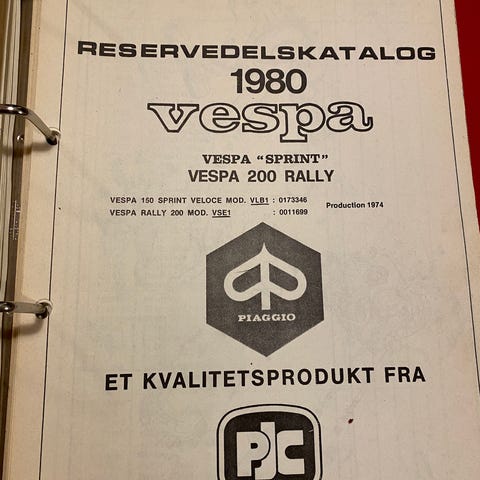 RESERVEDELSKATALOG
1980
vespa
VESPA "SPRINT"
VESPA 200 RALLY
VESPA 150 SPRINT VELOCE MOD. VLB1 : 0173346
VESPA RALLY 200 MOD. VSE1 : 0011699
Production 1974
PIAGGIO
ET KVALITETSPRODUKT FRA
PJC